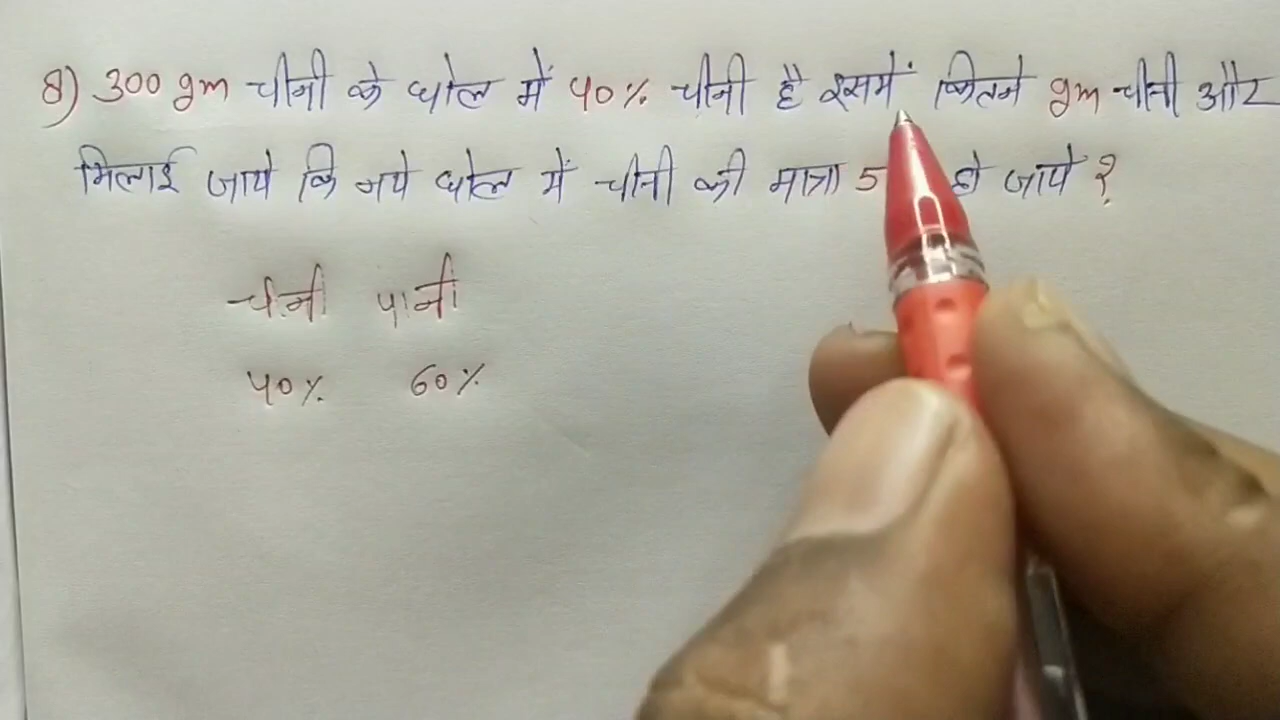 8) 300 gm चीनी के घोल में 40% चीनी है इसमें कितने gm चीनी और
मिलाई जाये कि नये घोल में चीनी की मात्रा 5 हो जाये ?
चीनी पानी
40% 60%